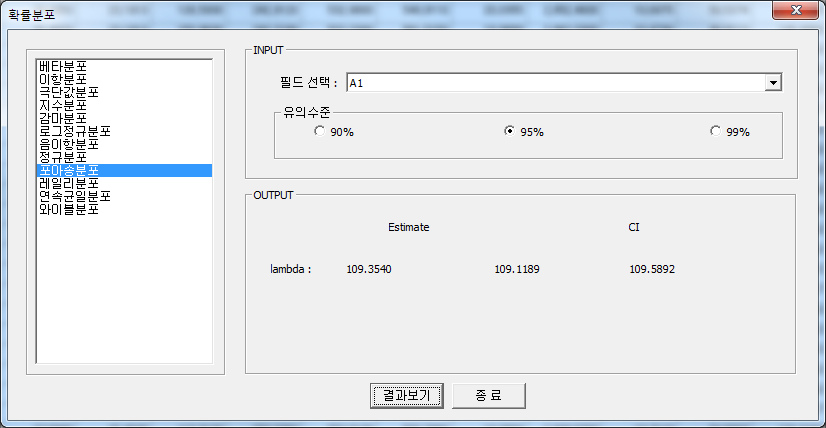 확률분포
베타분포
이항분포
극단값분포
지수분포
감마분포
로그정규분포
음이항분포
정규분포
포아송분포
레일리분포
연속균일분포
와이블분포
INPUT
필드 선택 : A1
유의수준
90% 95% 99%
OUTPUT
Estimate CI
lambda : 109.3540 109.1189 109.5892
결과보기 종 료